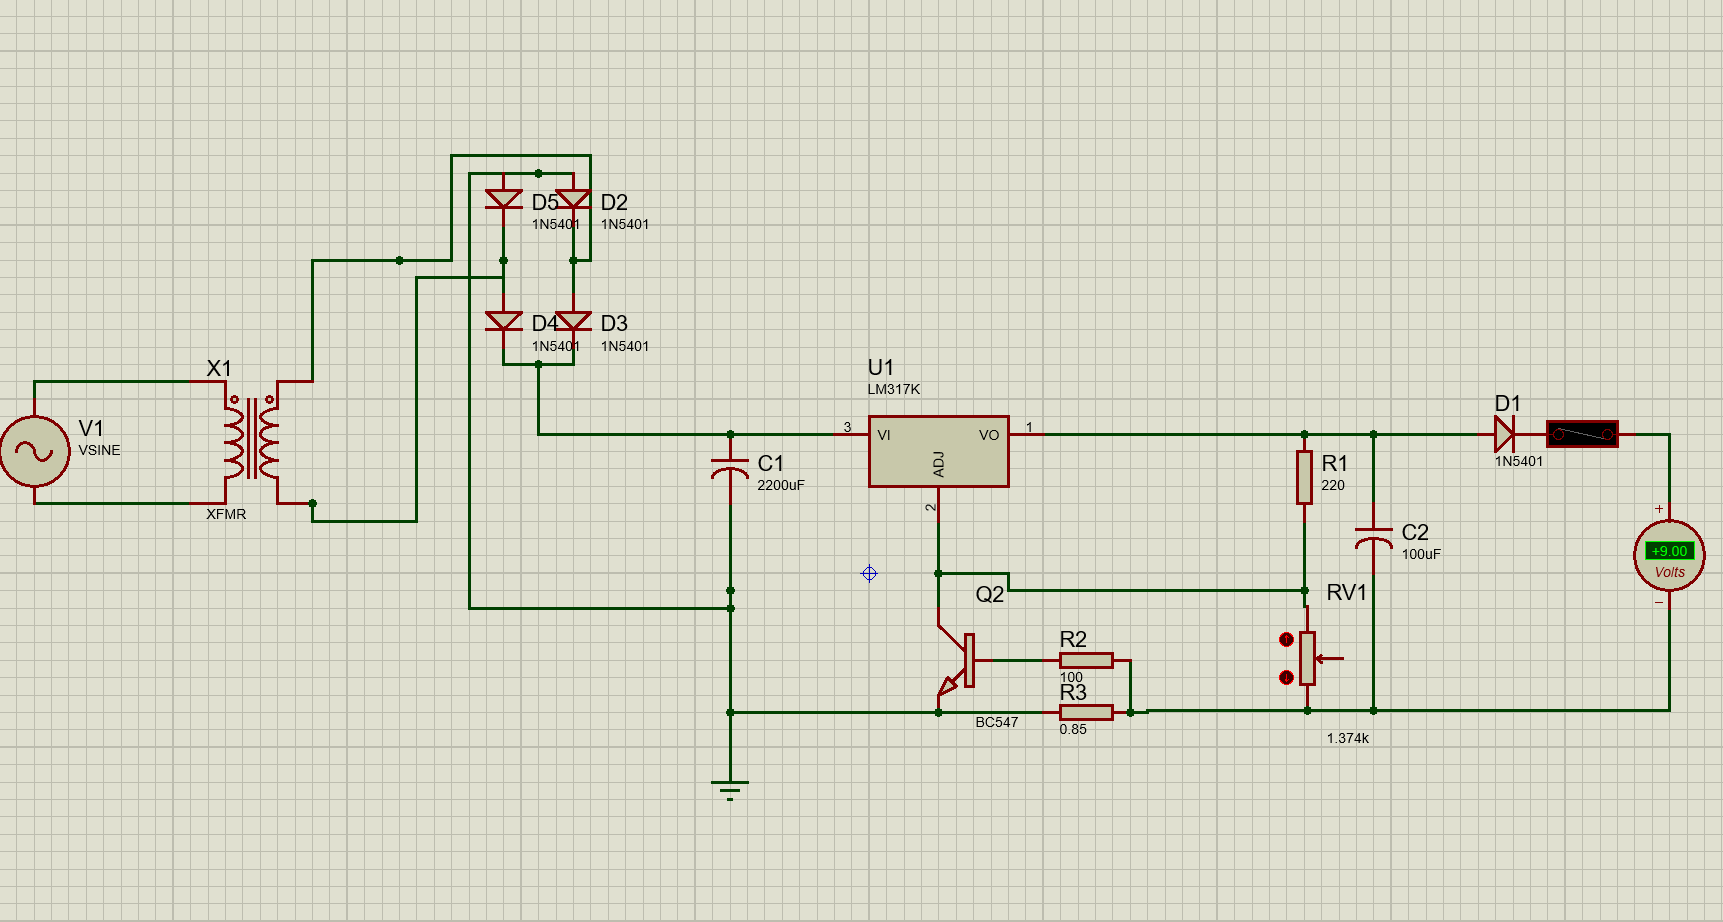 D5
1N5401
D2
1N5401
D4
1N5401
D3
1N5401
X1
XFMR
V1
VSINE
U1
LM317K
3
VI
VO
1
ADJ
2
C1
2200uF
D1
1N5401
R1
220
C2
100uF
+
+9.00
Volts
−
Q2
BC547
RV1
1.374k
R2
100
R3
0.85